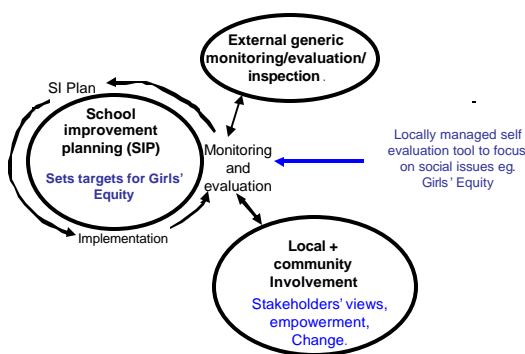 External generic
monitoring/evaluation/
inspection.
SI Plan
School
improvement
planning (SIP)
Sets targets for Girls'
Equity
Monitoring
and
evaluation
Implementation
Locally managed self
evaluation tool to focus
on social issues eg.
Girls' Equity
-
Local +
community
Involvement
Stakeholders' views,
empowerment,
Change.